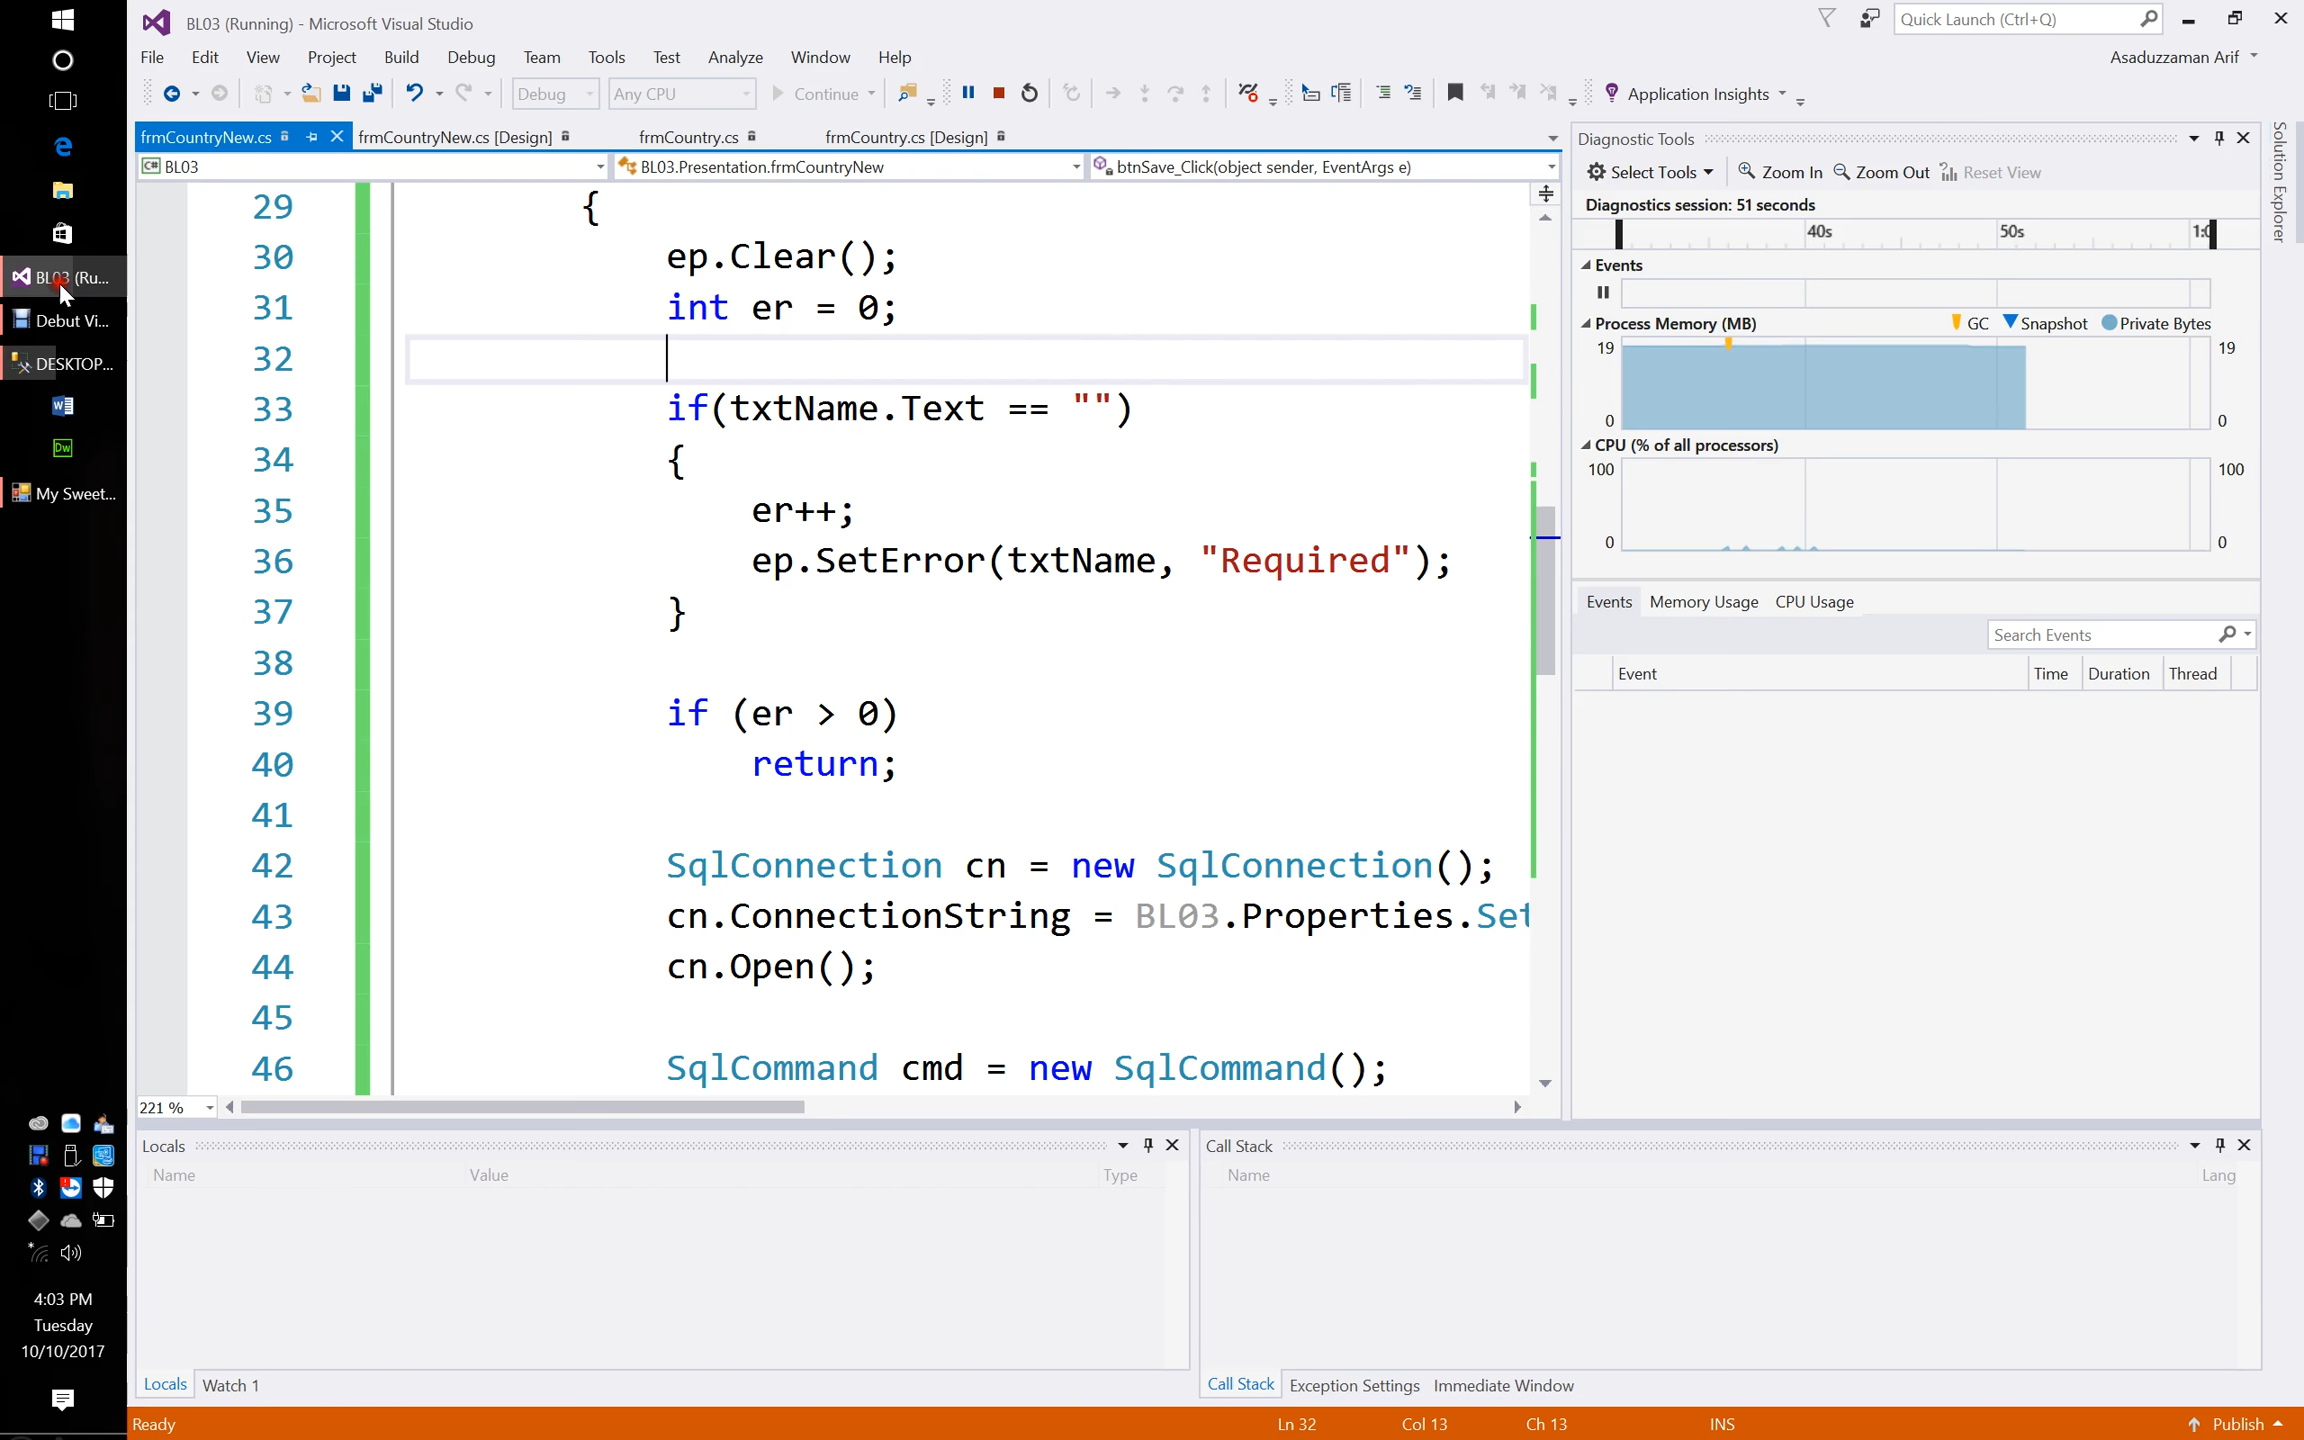 BL03 (Running) - Microsoft Visual Studio
Quick Launch (Ctrl+Q)
File Edit View Project Build Debug Team Tools Test Analyze Window Help
Asaduzzaman Arif
Debug Any CPU Continue Application Insights
frmCountryNew.cs frmCountryNew.cs [Design] frmCountry.cs frmCountry.cs [Design]
C# BL03 BL03.Presentation.frmCountryNew btnSave_Click(object sender, EventArgs e)
29 {
30 ep.Clear();
31 int er = 0;
32
33 if(txtName.Text == "")
34 {
35 er++;
36 ep.SetError(txtName, "Required");
37 }
38
39 if (er > 0)
40 return;
41
42 SqlConnection cn = new SqlConnection();
43 cn.ConnectionString = BL03.Properties.Set
44 cn.Open();
45
46 SqlCommand cmd = new SqlCommand();
221 %
Diagnostic Tools
Select Tools Zoom In Zoom Out Reset View
Diagnostics session: 51 seconds
40s 50s 1:0
Events
Process Memory (MB) GC Snapshot Private Bytes
19 19
0 0
CPU (% of all processors)
100 100
0 0
Events Memory Usage CPU Usage
Search Events
Event Time Duration Thread
Solution Explorer
Locals
Name Value Type
Locals Watch 1
Call Stack
Name Lang
Call Stack Exception Settings Immediate Window
Ready Ln 32 Col 13 Ch 13 INS Publish
BL03 (Ru...
Debut Vi...
DESKTOP...
Dw
My Sweet...
4:03 PM
Tuesday
10/10/2017